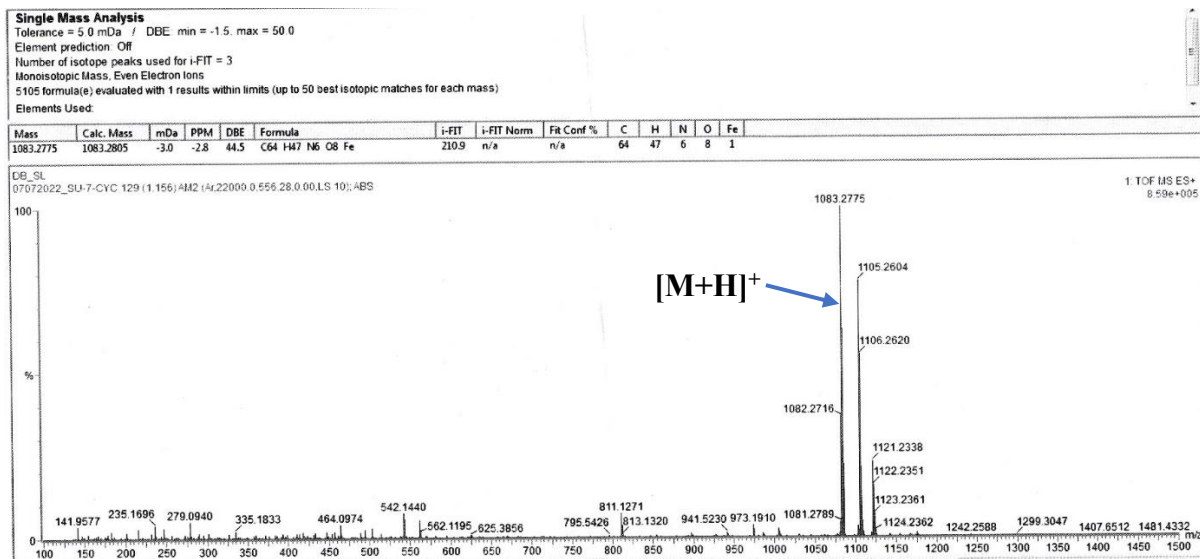 Single Mass Analysis
Tolerance = 5.0 mDa / DBE: min = -1.5, max = 50.0
Element prediction: Off
Number of isotope peaks used for i-FIT = 3
Monoisotopic Mass, Even Electron Ions
5105 formula(e) evaluated with 1 results within limits (up to 50 best isotopic matches for each mass)
Elements Used:
Mass Calc. Mass mDa PPM DBE Formula i-FIT i-FIT Norm Fit Conf % C H N O Fe
1083.2775 1083.2805 -3.0 -2.8 44.5 C64 H47 N6 O8 Fe 210.9 n/a n/a 64 47 6 8 1
DB_SL
07072022_SU-7-CYC 129 (1.156) AM2 (Ar,22000.0,556.28,0.00,LS 10); ABS
1: TOF MS ES+
8.59e+005
100
1083.2775
[M+H]+
1105.2604
1106.2620
%
1082.2716
1121.2338
1122.2351
1123.2361
1124.2362
141.9577
235.1696
279.0940
335.1833
464.0974
542.1440
562.1195
625.3856
795.5426
811.1271
813.1320
941.5230
973.1910
1081.2789
1242.2588
1299.3047
1407.6512
1481.4332
0
100 150 200 250 300 350 400 450 500 550 600 650 700 750 800 850 900 950 1000 1050 1100 1150 1200 1250 1300 1350 1400 1450 1500